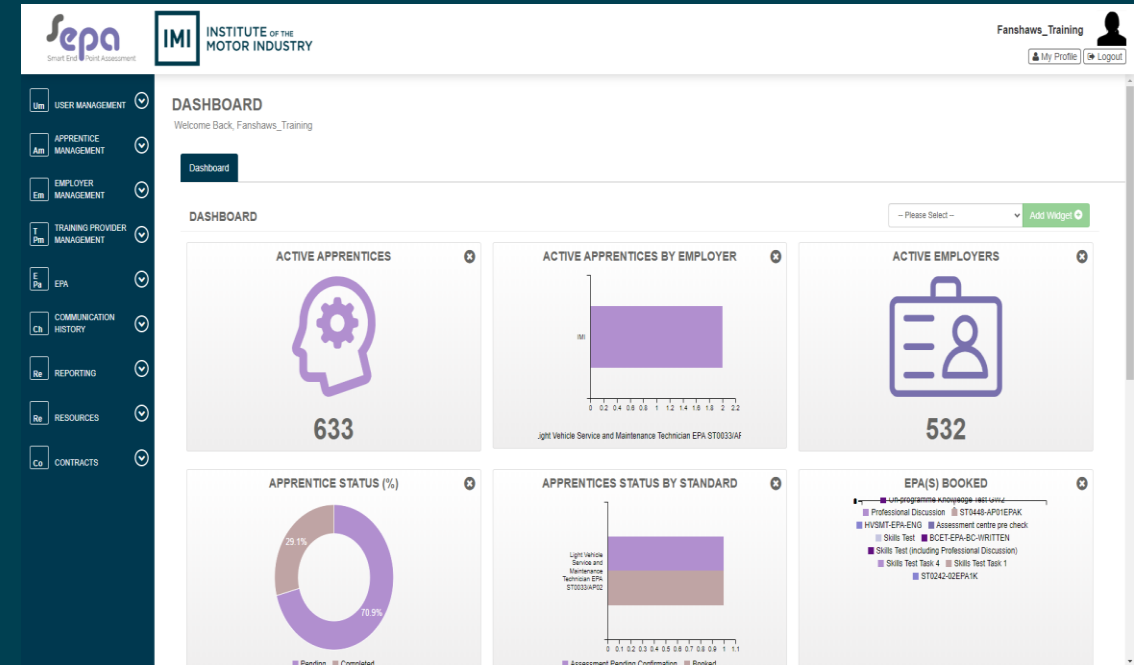 Sepa
Smart End Point Assessment
IMI
INSTITUTE OF THE
MOTOR INDUSTRY
Fanshaws_Training
My Profile
Logout
Um USER MANAGEMENT
Am APPRENTICE
MANAGEMENT
Em EMPLOYER
MANAGEMENT
T
Pm TRAINING PROVIDER
MANAGEMENT
E
Pa EPA
Ch COMMUNICATION
HISTORY
Re REPORTING
Re RESOURCES
Co CONTRACTS
DASHBOARD
Welcome Back, Fanshaws_Training
Dashboard
DASHBOARD
-- Please Select --
Add Widget
ACTIVE APPRENTICES
633
ACTIVE APPRENTICES BY EMPLOYER
IMI
0 0.2 0.4 0.6 0.8 1 1.2 1.4 1.6 1.8 2 2.2
Light Vehicle Service and Maintenance Technician EPA ST0033/AF
ACTIVE EMPLOYERS
532
APPRENTICE STATUS (%)
29.1%
70.9%
Pending Completed
APPRENTICES STATUS BY STANDARD
Light Vehicle
Service and
Maintenance
Technician EPA
ST0033/AP02
0 0.1 0.2 0.3 0.4 0.5 0.6 0.7 0.8 0.9 1 1.1
Assessment Pending Confirmation Booked
EPA(S) BOOKED
On-programme Knowledge Test
Professional Discussion ST0448-AP01EPAK
HVSMT-EPA-ENG Assessment centre pre check
Skills Test BCET-EPA-BC-WRITTEN
Skills Test (including Professional Discussion)
Skills Test Task 4 Skills Test Task 1
ST0242-02EPA1K